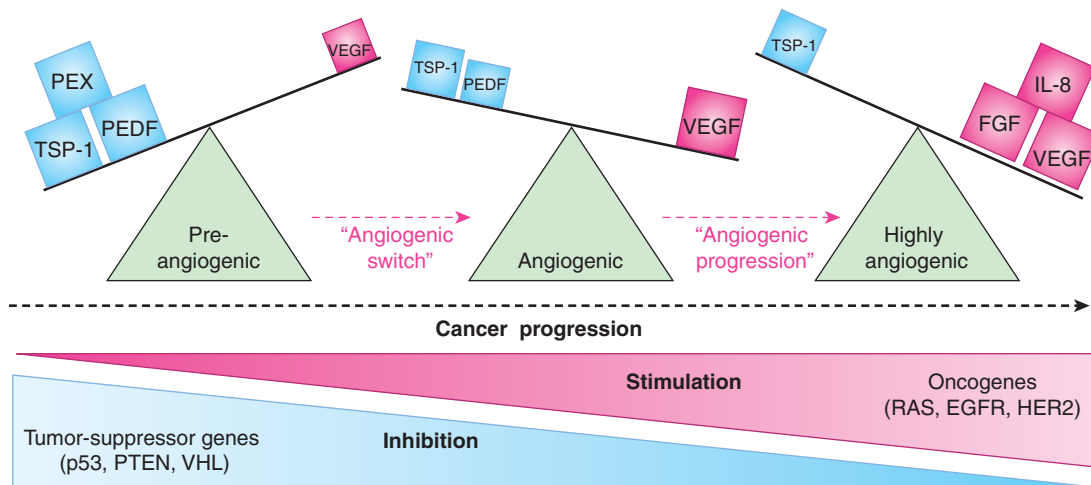 PEX
TSP-1
PEDF
VEGF
TSP-1
PEDF
VEGF
TSP-1
IL-8
FGF
VEGF
Pre-
angiogenic
“Angiogenic
switch”
Angiogenic
“Angiogenic
progression”
Highly
angiogenic
Cancer progression
Stimulation
Oncogenes
(RAS, EGFR, HER2)
Tumor-suppressor genes
(p53, PTEN, VHL)
Inhibition